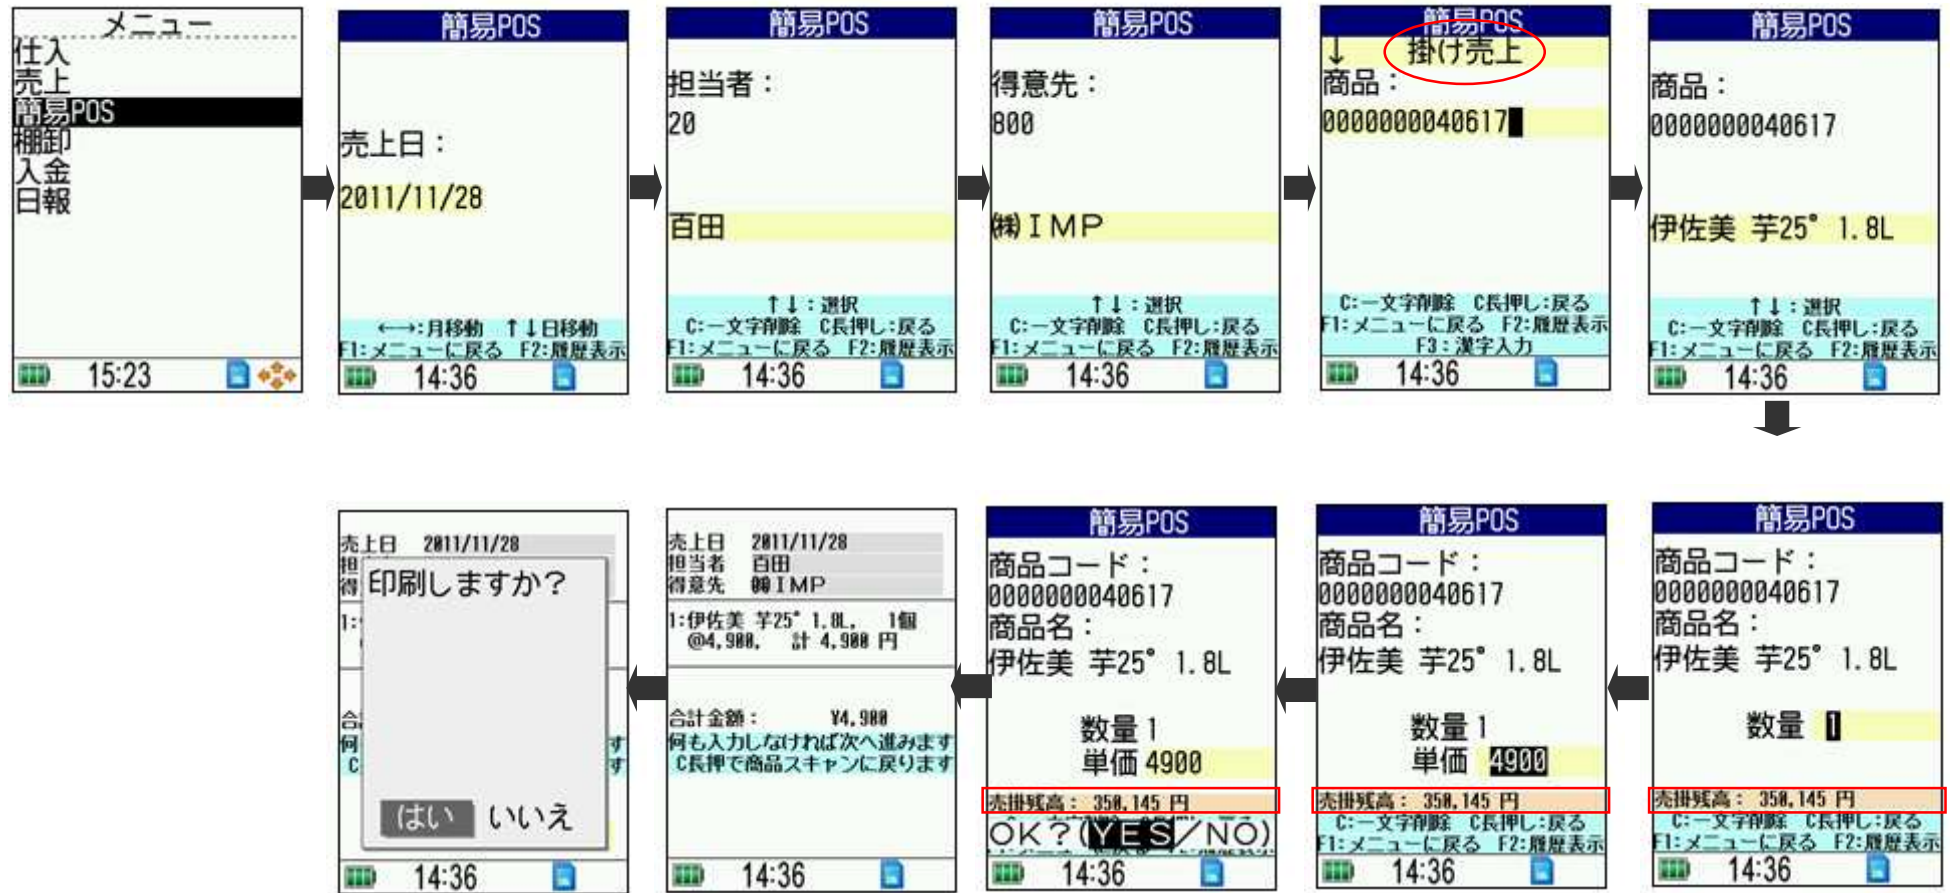 メニュー
仕入
売上
簡易POS
棚卸
入金
日報
15:23
簡易POS
売上日：
2011/11/28
←→:月移動 ↑↓日移動
F1:メニューに戻る F2:履歴表示
14:36
簡易POS
担当者：
20
百田
↑↓：選択
C:一文字削除 C長押し:戻る
F1:メニューに戻る F2:履歴表示
14:36
簡易POS
得意先：
800
㈱ＩＭＰ
↑↓：選択
C:一文字削除 C長押し:戻る
F1:メニューに戻る F2:履歴表示
14:36
簡易POS
↓ 掛け売上
商品：
0000000040617
C:一文字削除 C長押し:戻る
F1:メニューに戻る F2:履歴表示
F3：漢字入力
14:36
簡易POS
商品：
0000000040617
伊佐美 芋25° 1.8L
↑↓：選択
C:一文字削除 C長押し:戻る
F1:メニューに戻る F2:履歴表示
14:36
簡易POS
商品コード：
0000000040617
商品名：
伊佐美 芋25° 1.8L
数量 1
売掛残高： 350,145 円
C:一文字削除 C長押し:戻る
F1:メニューに戻る F2:履歴表示
14:36
簡易POS
商品コード：
0000000040617
商品名：
伊佐美 芋25° 1.8L
数量 1
単価 4900
売掛残高： 350,145 円
C:一文字削除 C長押し:戻る
F1:メニューに戻る F2:履歴表示
14:36
簡易POS
商品コード：
0000000040617
商品名：
伊佐美 芋25° 1.8L
数量 1
単価 4900
売掛残高： 350,145 円
OK？(YES/NO)
14:36
売上日 2011/11/28
担当者 百田
得意先 ㈱ＩＭＰ
1:伊佐美 芋25° 1.8L, 1個
@4,900, 計 4,900 円
合計金額： ¥4,900
何も入力しなければ次へ進みます
C長押で商品スキャンに戻ります
14:36
売上日 2011/11/28
担
得
印刷しますか？
1:
合
何 す
C す
はい いいえ
14:36